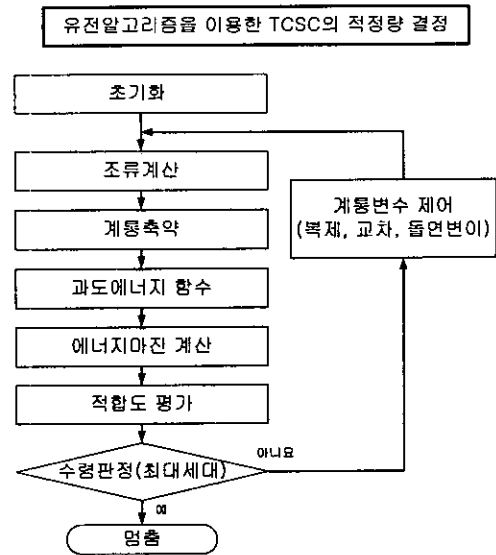 유전알고리즘을 이용한 TCSC의 적정량 결정
초기화
조류계산
계통축약
계통변수 제어
(복제, 교차, 돌연변이)
과도에너지 함수
에너지마진 계산
적합도 평가
아니요
수령판정(최대세대)
예
멈춤